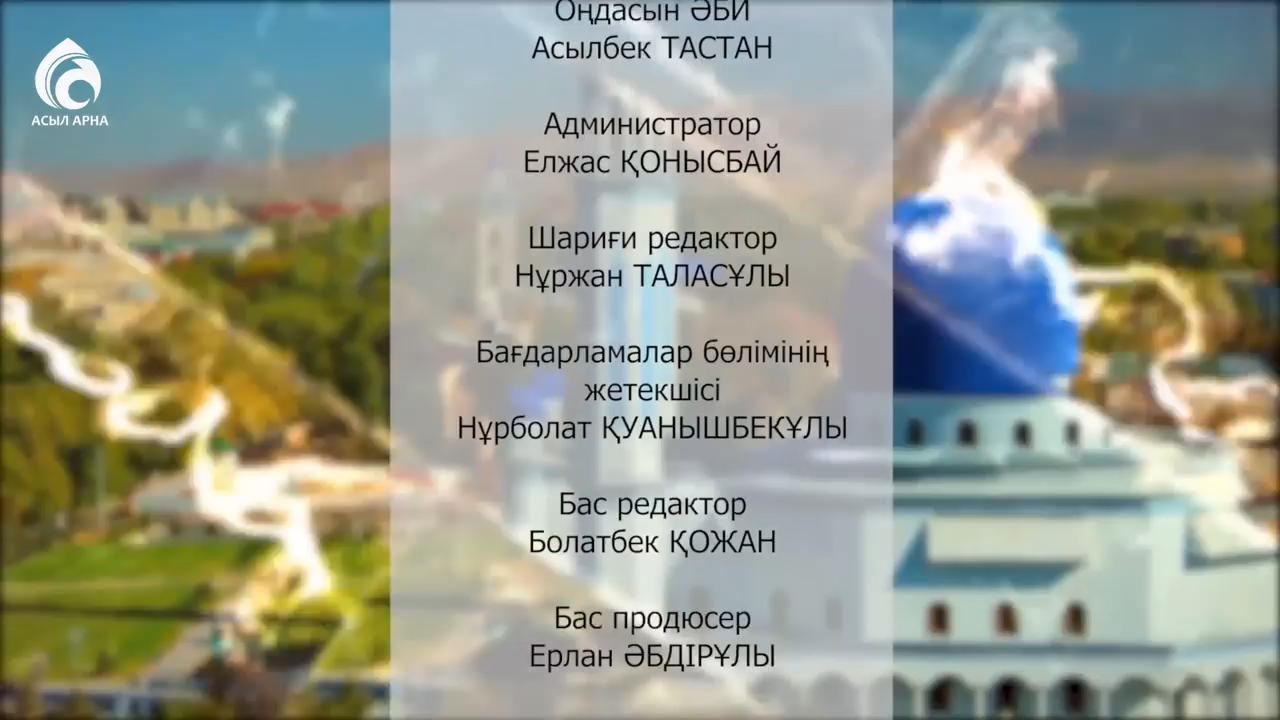 АСЫЛ АРНА
Оңдасын ӘБИ
Асылбек ТАСТАН
Администратор
Елжас ҚОНЫСБАЙ
Шариғи редактор
Нұржан ТАЛАСҰЛЫ
Бағдарламалар бөлімінің
жетекшісі
Нұрболат ҚУАНЫШБЕКҰЛЫ
Бас редактор
Болатбек ҚОЖАН
Бас продюсер
Ерлан ӘБДІРҰЛЫ